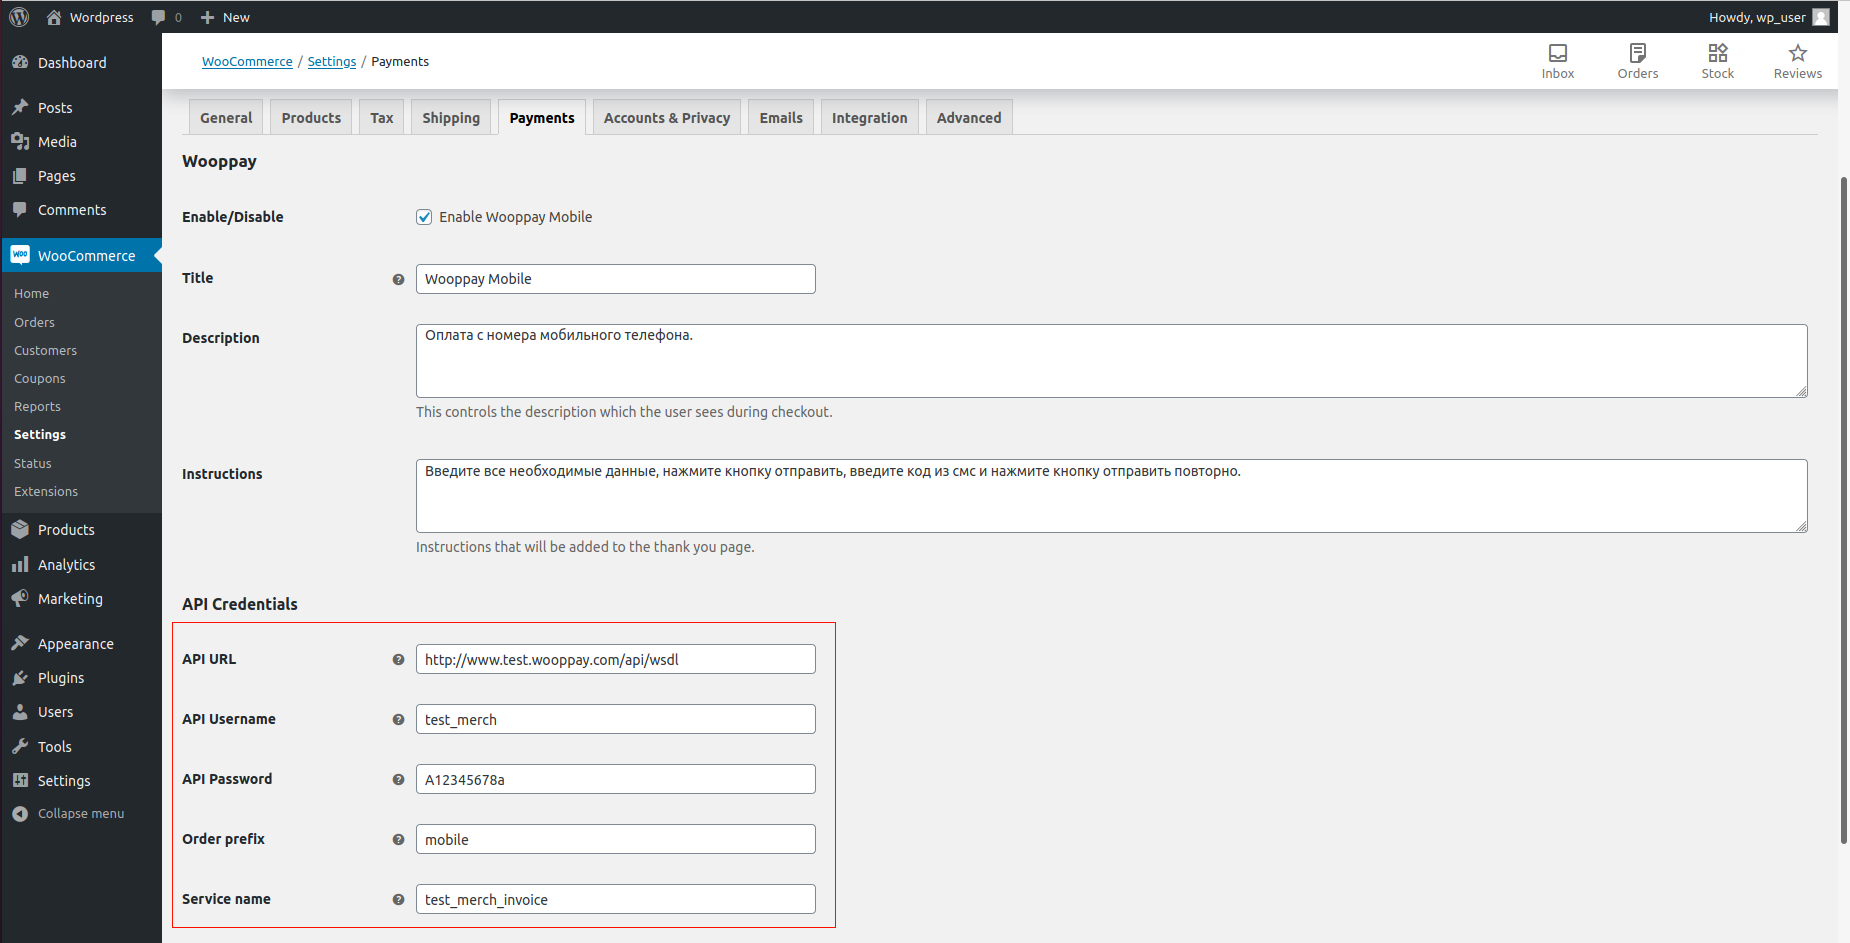 Wordpress 0 New Howdy, wp_user
Dashboard
Posts
Media
Pages
Comments
WooCommerce
Home
Orders
Customers
Coupons
Reports
Settings
Status
Extensions
Products
Analytics
Marketing
Appearance
Plugins
Users
Tools
Settings
Collapse menu
WooCommerce / Settings / Payments
Inbox Orders Stock Reviews
General Products Tax Shipping Payments Accounts & Privacy Emails Integration Advanced
Wooppay
Enable/Disable Enable Wooppay Mobile
Title Wooppay Mobile
Description Оплата с номера мобильного телефона.
This controls the description which the user sees during checkout.
Instructions Введите все необходимые данные, нажмите кнопку отправить, введите код из смс и нажмите кнопку отправить повторно.
Instructions that will be added to the thank you page.
API Credentials
API URL http://www.test.wooppay.com/api/wsdl
API Username test_merch
API Password A12345678a
Order prefix mobile
Service name test_merch_invoice